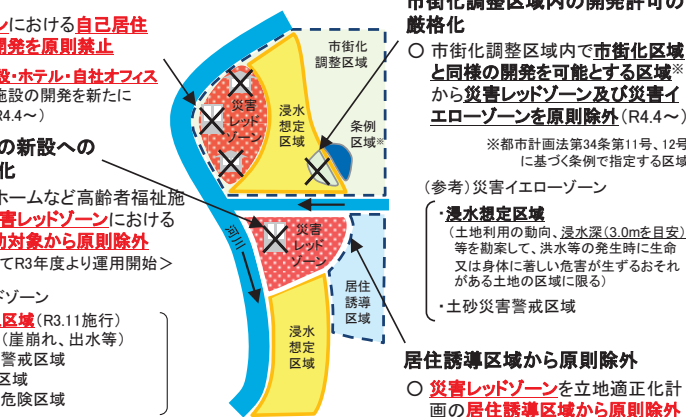 ンにおける自己居住
開発を原則禁止
設・ホテル・自社オフィス
施設の開発を新たに
R4.4～）
の新設への
化
ホームなど高齢者福祉施
害レッドゾーンにおける
助対象から原則除外
てR3年度より運用開始＞
ドゾーン
区域(R3.11施行)
(崖崩れ、出水等)
警戒区域
区域
危険区域
市街化
調整区域
災害
レッド
ゾーン
浸水
想定
区域
条例
区域※
河川
災害
レッド
ゾーン
居住
誘導
区域
浸水
想定
区域
市街化調整区域内の開発許可の
厳格化
○ 市街化調整区域内で市街化区域
と同様の開発を可能とする区域※
から災害レッドゾーン及び災害イ
エローゾーンを原則除外(R4.4～)
※都市計画法第34条第11号、12号
に基づく条例で指定する区域
（参考）災害イエローゾーン
・浸水想定区域
（土地利用の動向、浸水深(3.0mを目安)
等を勘案して、洪水等の発生時に生命
又は身体に著しい危害が生ずるおそれ
がある土地の区域に限る）
・土砂災害警戒区域
居住誘導区域から原則除外
○ 災害レッドゾーンを立地適正化計
画の居住誘導区域から原則除外